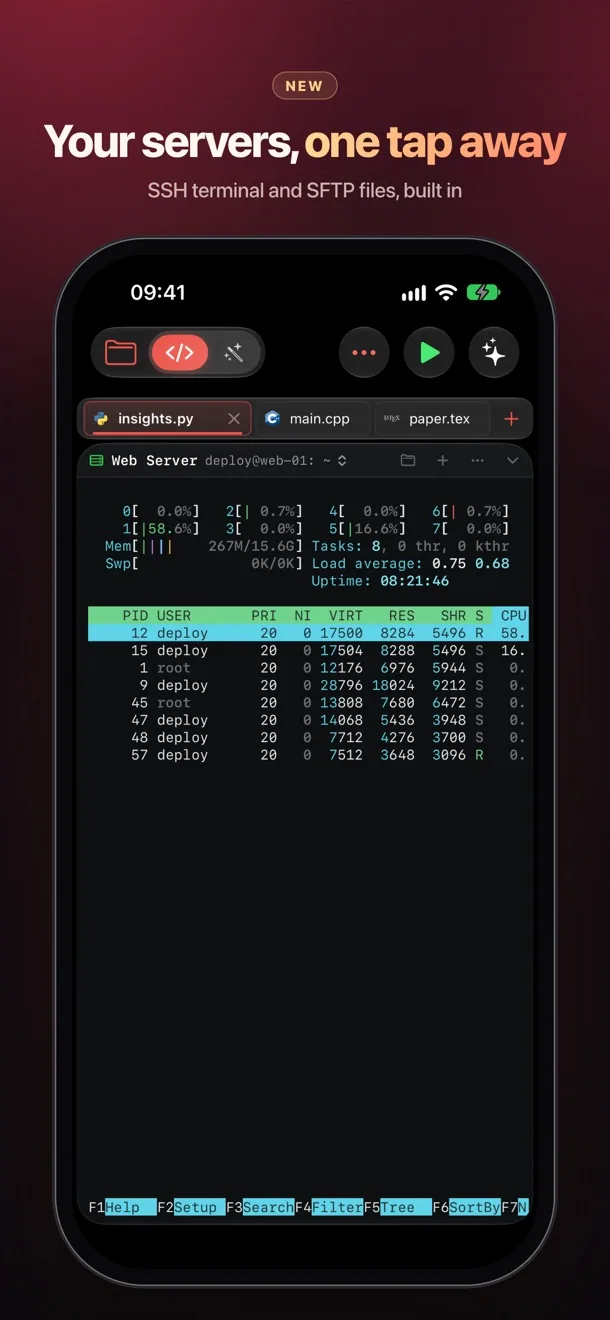 NEW
Your servers, one tap away
SSH terminal and SFTP files, built in
09:41
insights.py main.cpp paper.tex
Web Server deploy@web-01: ~
0[ 0.0%] 2[| 0.7%] 4[ 0.0%] 6[| 0.7%]
1[|58.6%] 3[ 0.0%] 5[|16.6%] 7[ 0.0%]
Mem[|||| 267M/15.6G] Tasks: 8, 0 thr, 0 kthr
Swp[ 0K/0K] Load average: 0.75 0.68
Uptime: 08:21:46
PID USER PRI NI VIRT RES SHR S CPU
12 deploy 20 0 17500 8284 5496 R 58.
15 deploy 20 0 17504 8288 5496 S 16.
1 root 20 0 12176 6976 5944 S 0.
9 deploy 20 0 28796 18024 9212 S 0.
45 root 20 0 13808 7680 6472 S 0.
47 deploy 20 0 14068 5436 3948 S 0.
48 deploy 20 0 7712 4276 3700 S 0.
57 deploy 20 0 7512 3648 3096 R 0.
F1Help F2Setup F3SearchF4FilterF5Tree F6SortByF7N